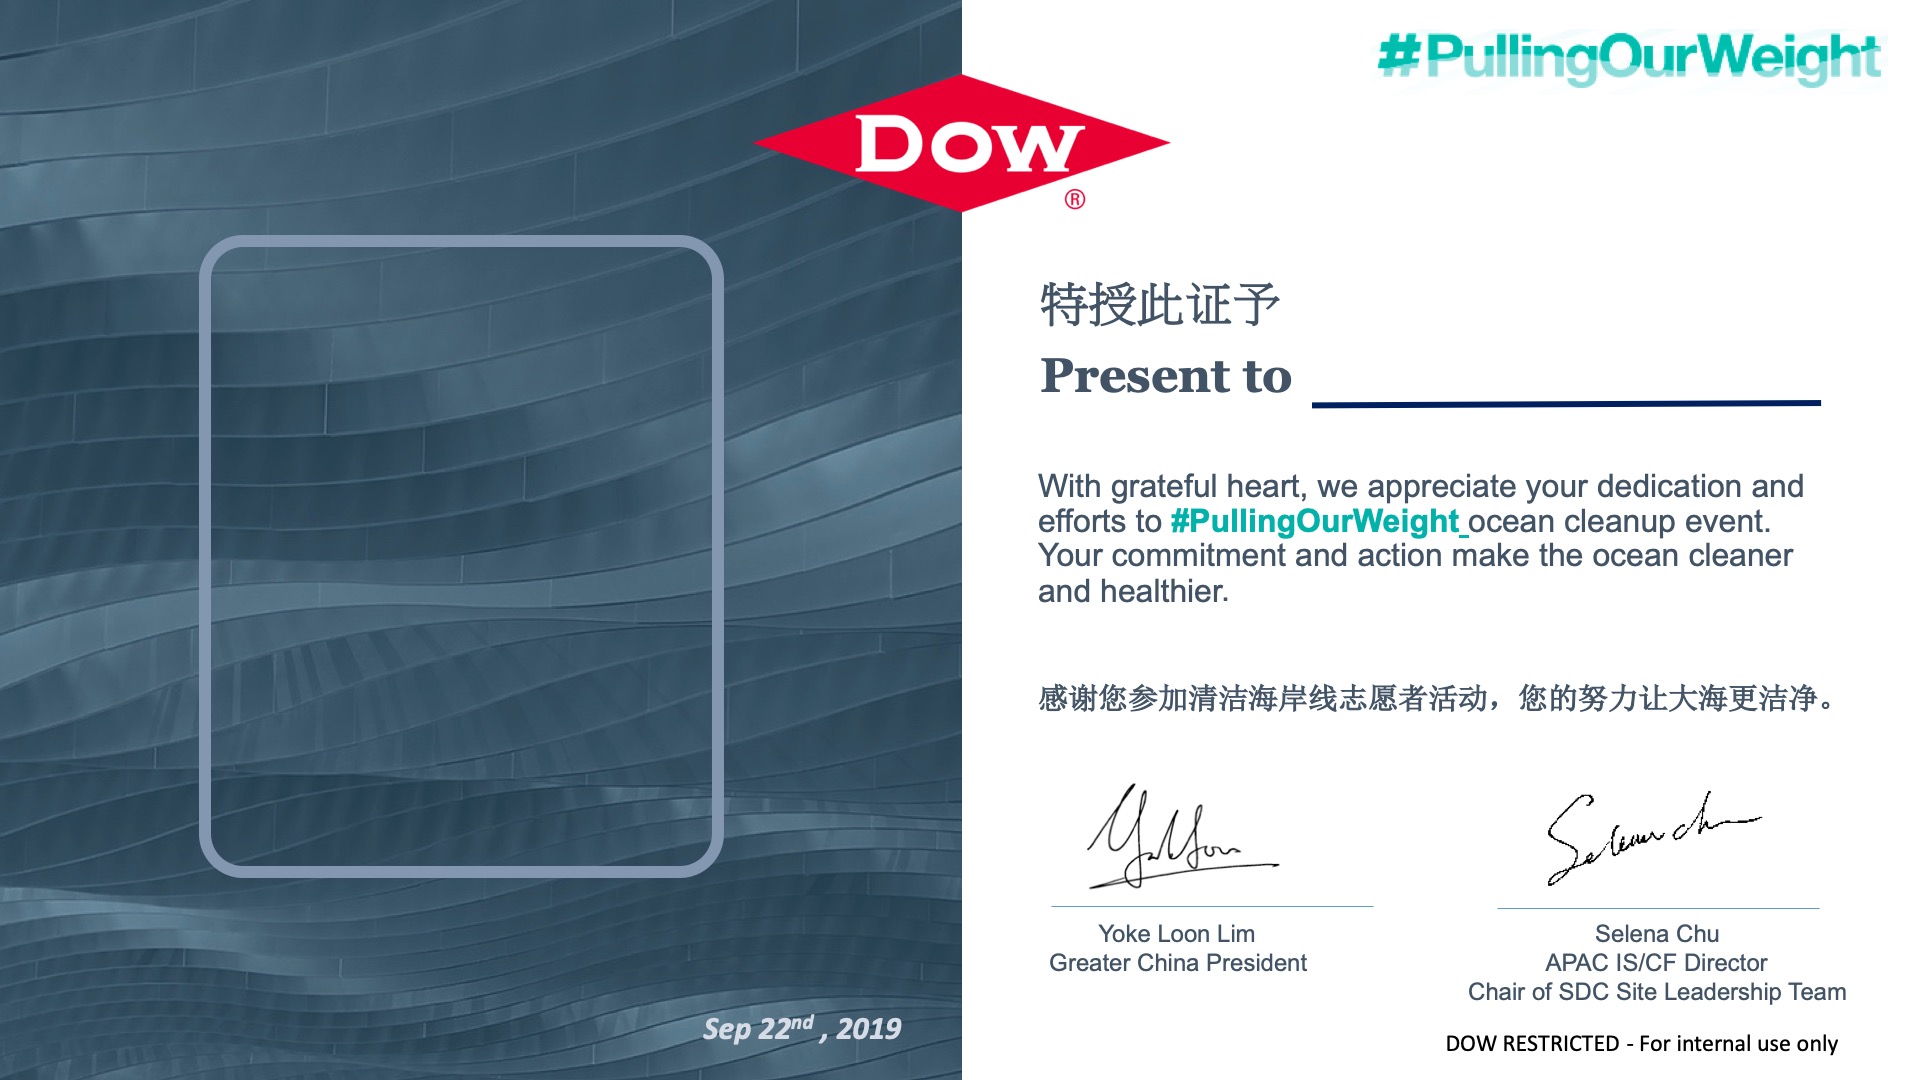 #PullingOurWeight
DOW
®
特授此证予
Present to
With grateful heart, we appreciate your dedication and
efforts to #PullingOurWeight ocean cleanup event.
Your commitment and action make the ocean cleaner
and healthier.
感谢您参加清洁海岸线志愿者活动，您的努力让大海更洁净。
Selena Chu
Yoke Loon Lim
Greater China President
Selena Chu
APAC IS/CF Director
Chair of SDC Site Leadership Team
Sep 22nd , 2019
DOW RESTRICTED - For internal use only